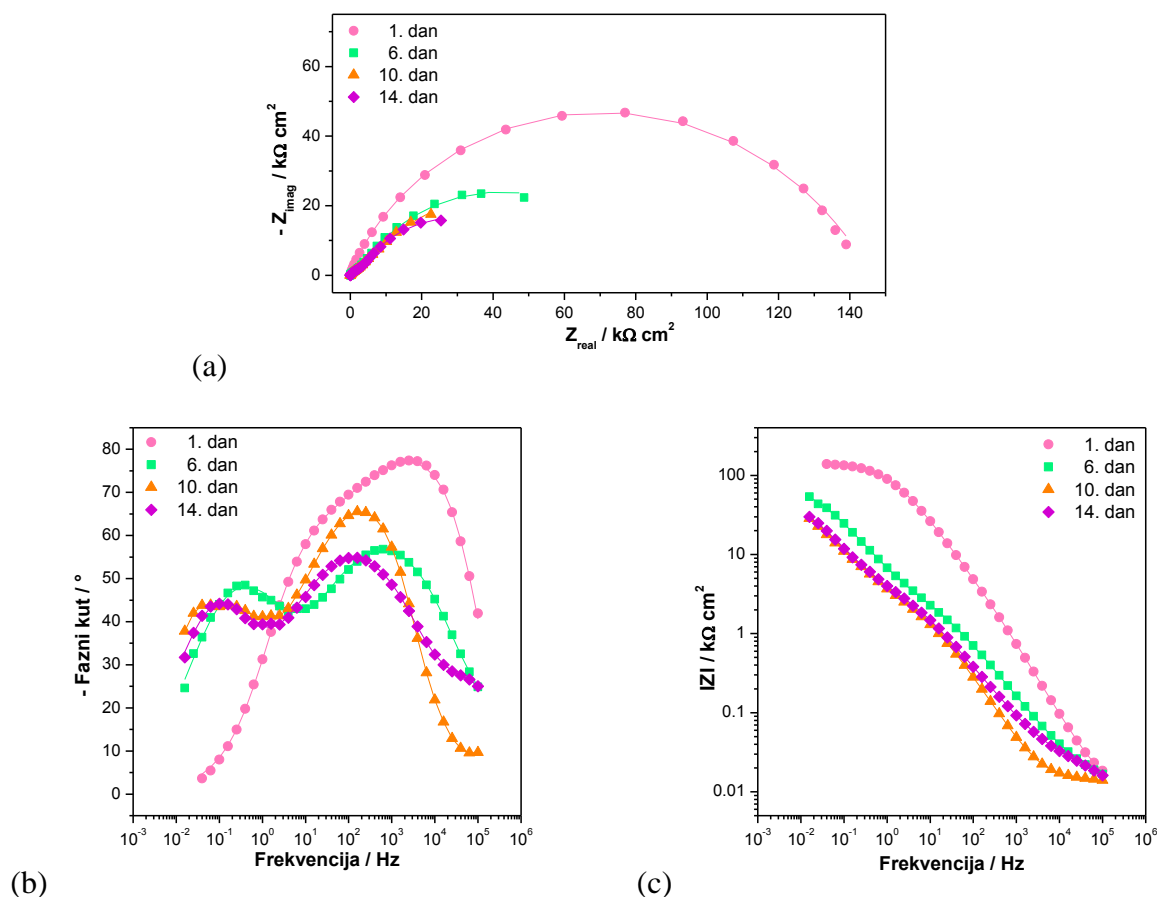 1. dan
6. dan
10. dan
14. dan
- Z_imag / kΩ cm²
60
40
20
0
0 20 40 60 80 100 120 140
Z_real / kΩ cm²
(a)
1. dan
6. dan
10. dan
14. dan
- Fazni kut / º
80
70
60
50
40
30
20
10
0
10⁻³ 10⁻² 10⁻¹ 10⁰ 10¹ 10² 10³ 10⁴ 10⁵ 10⁶
Frekvencija / Hz
(b)
1. dan
6. dan
10. dan
14. dan
IZI / kΩ cm²
100
10
1
0.1
0.01
10⁻³ 10⁻² 10⁻¹ 10⁰ 10¹ 10² 10³ 10⁴ 10⁵ 10⁶
Frekvencija / Hz
(c)